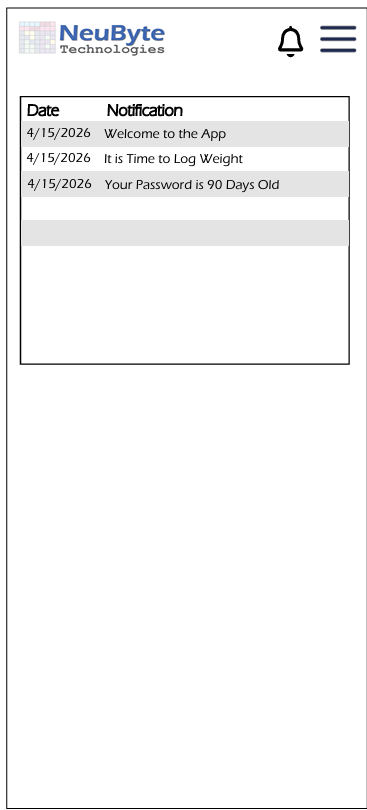 NeuByte
Technologies
Date Notification
4/15/2026 Welcome to the App
4/15/2026 It is Time to Log Weight
4/15/2026 Your Password is 90 Days Old